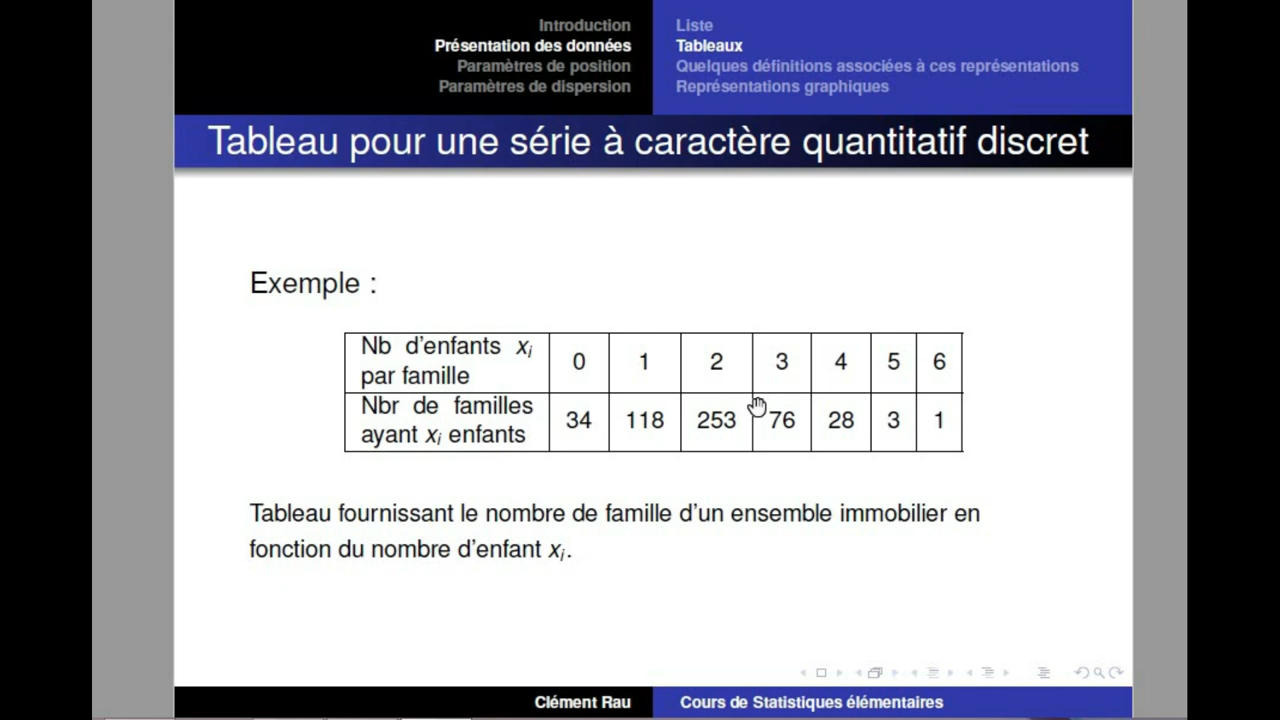 Introduction
Présentation des données
Paramètres de position
Paramètres de dispersion
Liste
Tableaux
Quelques définitions associées à ces représentations
Représentations graphiques
Tableau pour une série à caractère quantitatif discret
Exemple :
Nb d'enfants xi
par famille
0 1 2 3 4 5 6
Nbr de familles
ayant xi enfants
34 118 253 76 28 3 1
Tableau fournissant le nombre de famille d'un ensemble immobilier en
fonction du nombre d'enfant xi.
Clément Rau
Cours de Statistiques élémentaires